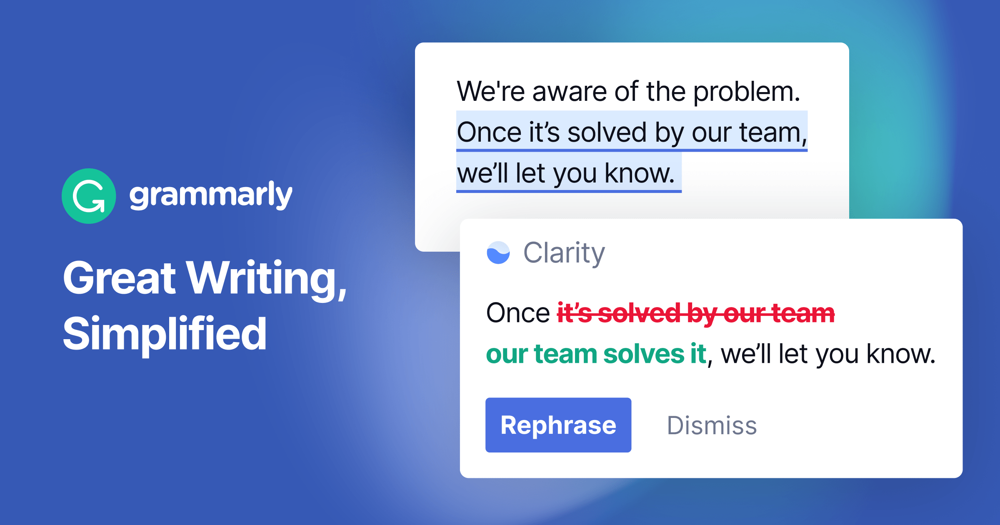 grammarly
Great Writing,
Simplified
We're aware of the problem.
Once it’s solved by our team,
we’ll let you know.
Clarity
Once it’s solved by our team
our team solves it, we’ll let you know.
Rephrase
Dismiss